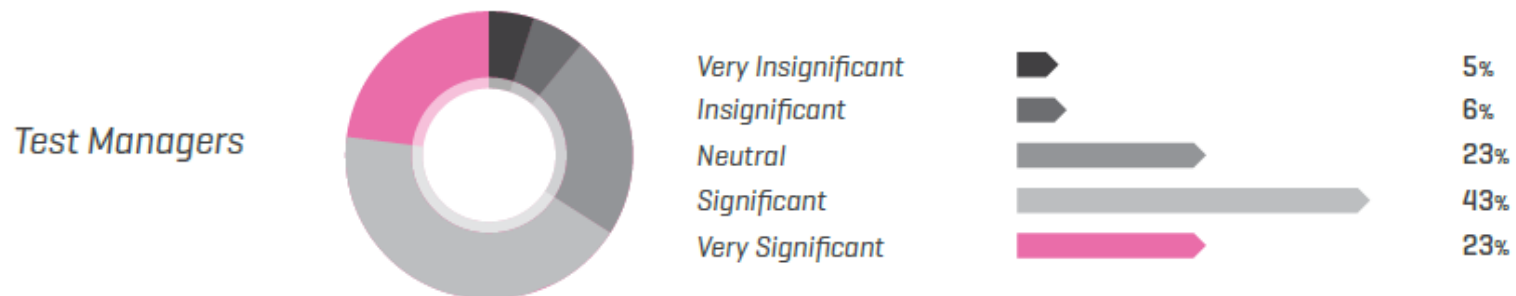 Test Managers
Very Insignificant 5%
Insignificant 6%
Neutral 23%
Significant 43%
Very Significant 23%